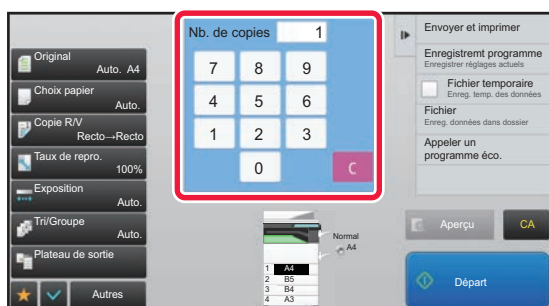 Nb. de copies 1
7 8 9
4 5 6
1 2 3
0 C
Original
Auto. A4
Choix papier
Auto.
Copie R/V
Recto→Recto
Taux de repro.
100%
Exposition
Auto.
Tri/Groupe
Auto.
Plateau de sortie
Autres
Normal
A4
1 A4
2 B5
3 B4
4 A3
Envoyer et imprimer
Enregistremt programme
Enregistrer réglages actuels
Fichier temporaire
Enreg. temp. des données
Fichier
Enreg. données dans dossier
Appeler un
programme éco.
Aperçu
CA
Départ